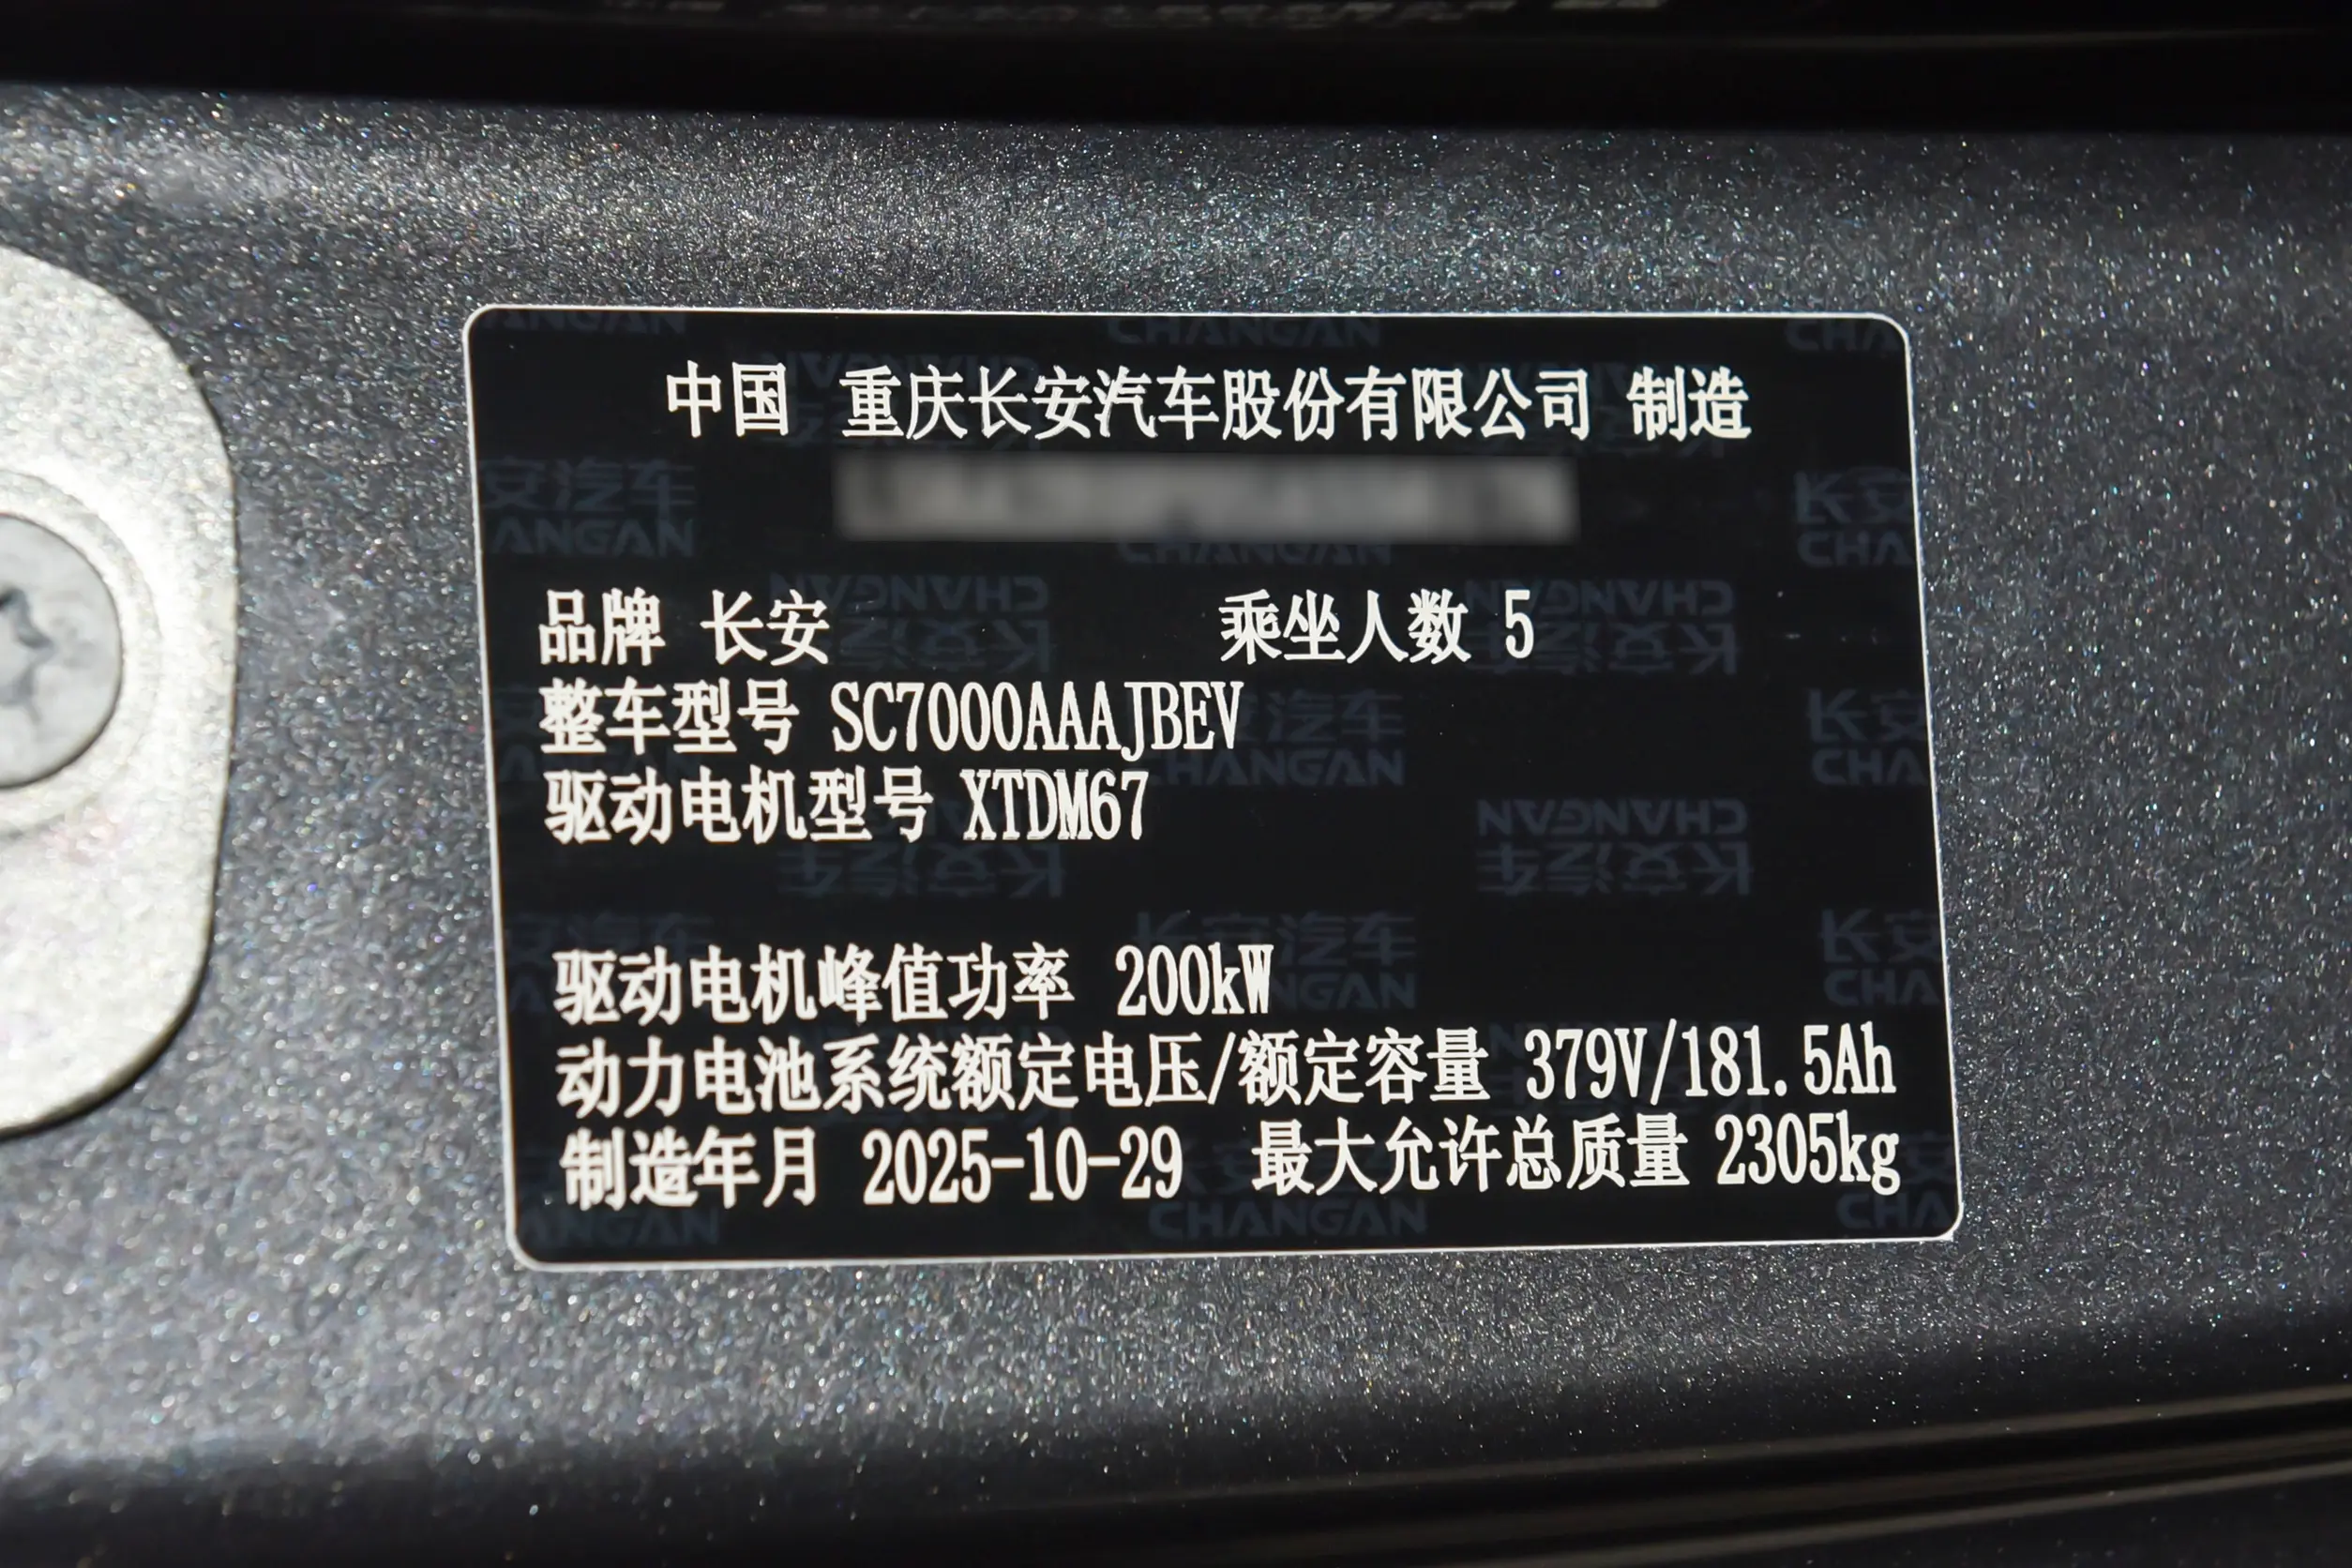 中国 重庆长安汽车股份有限公司 制造
品牌 长安 乘坐人数 5
整车型号 SC7000AAAJBEV
驱动电机型号 XTDM67
驱动电机峰值功率 200kW
动力电池系统额定电压/额定容量 379V/181.5Ah
制造年月 2025-10-29 最大允许总质量 2305kg